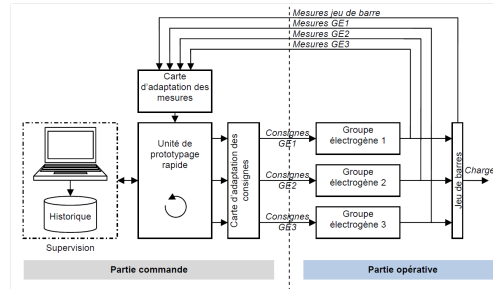 Mesures jeu de barre
Mesures GE1
Mesures GE2
Mesures GE3
Carte
d'adaptation des
mesures
Unité de
prototypage
rapide
Carte d'adaptation des
consignes
Consignes
GE1
Consignes
GE2
Consignes
GE3
Groupe
électrogène 1
Groupe
électrogène 2
Groupe
électrogène 3
Jeu de barres
Charge
Historique
Supervision
Partie commande
Partie opérative